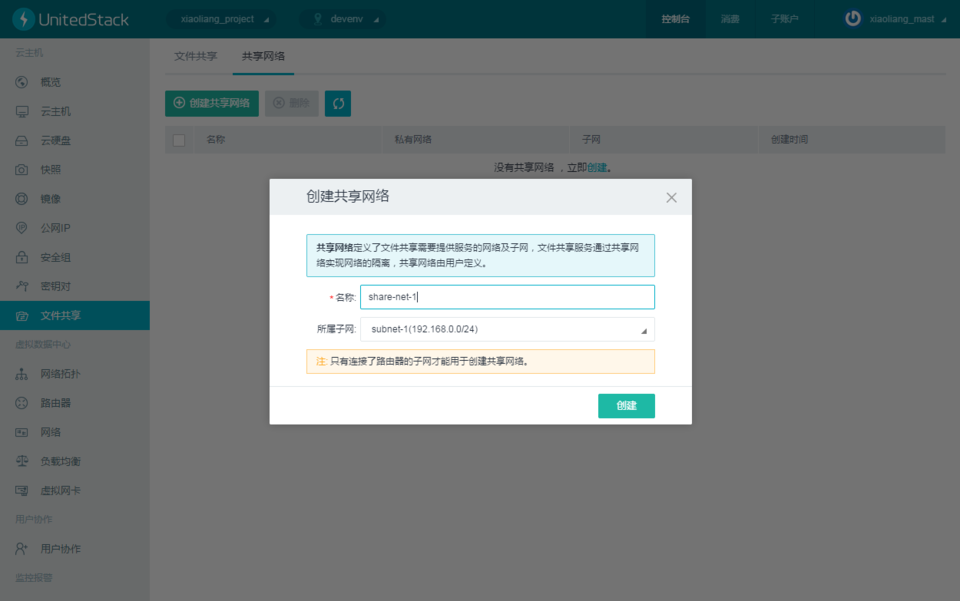 UnitedStack
xiaoliang_project
devenv
控制台
消息
子账户
xiaoliang_mast
云主机
概览
云主机
云硬盘
快照
镜像
公网IP
安全组
密钥对
文件共享
虚拟数据中心
网络拓扑
路由器
网络
负载均衡
虚拟网卡
用户协作
用户协作
监控报警
文件共享
共享网络
创建共享网络
删除
名称
私有网络
子网
创建时间
没有共享网络，立即创建。
创建共享网络
共享网络定义了文件共享需要提供服务的网络及子网，文件共享服务通过共享网
络实现网络的隔离，共享网络由用户定义。
* 名称:
share-net-1
所属子网:
subnet-1(192.168.0.0/24)
注: 只有连接了路由器的子网才能用于创建共享网络。
创建